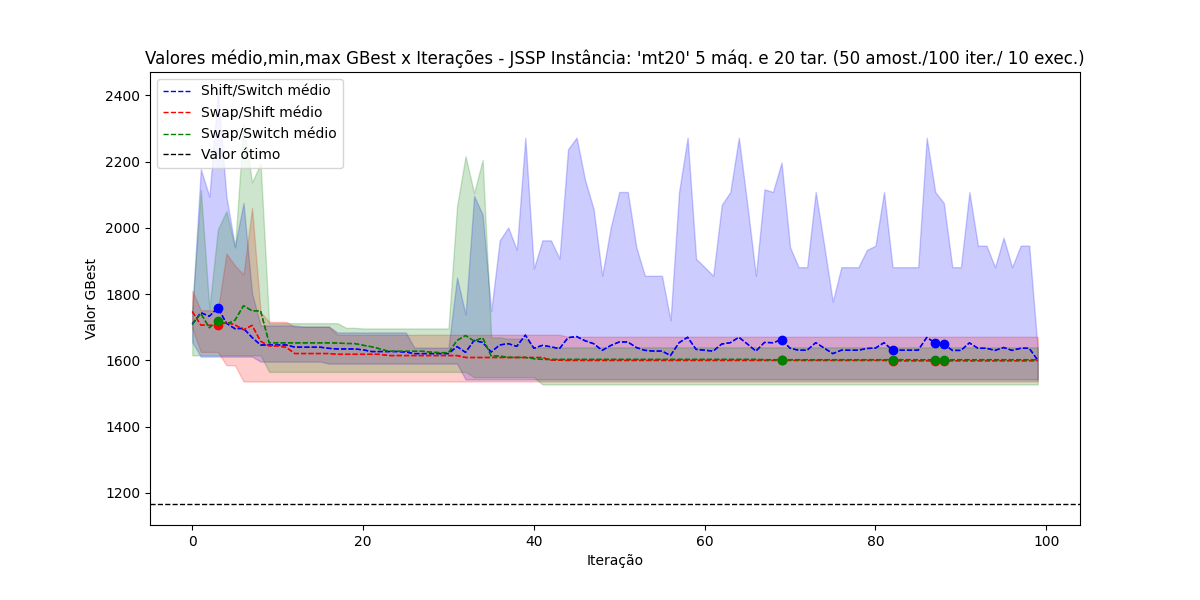 Valores médio,min,max GBest x Iterações - JSSP Instância: 'mt20' 5 máq. e 20 tar. (50 amost./100 iter./ 10 exec.)
Shift/Switch médio
Swap/Shift médio
Swap/Switch médio
Valor ótimo
Valor GBest
2400
2200
2000
1800
1600
1400
1200
0 20 40 60 80 100
Iteração